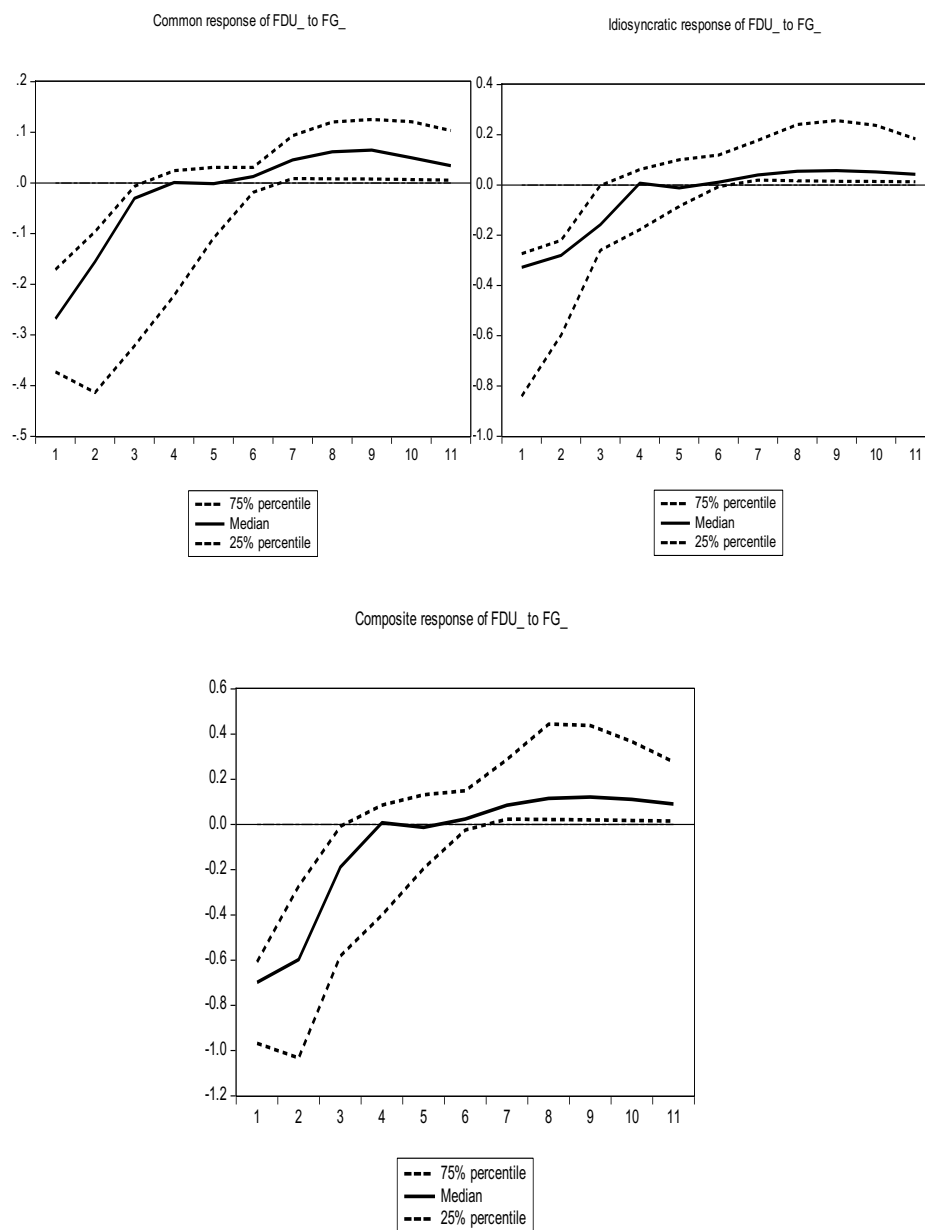 Common response of FDU_ to FG_
.2
.1
.0
-.1
-.2
-.3
-.4
-.5
1 2 3 4 5 6 7 8 9 10 11
75% percentile
Median
25% percentile
Idiosyncratic response of FDU_ to FG_
0.4
0.2
0.0
-0.2
-0.4
-0.6
-0.8
-1.0
1 2 3 4 5 6 7 8 9 10 11
75% percentile
Median
25% percentile
Composite response of FDU_ to FG_
0.6
0.4
0.2
0.0
-0.2
-0.4
-0.6
-0.8
-1.0
-1.2
1 2 3 4 5 6 7 8 9 10 11
75% percentile
Median
25% percentile